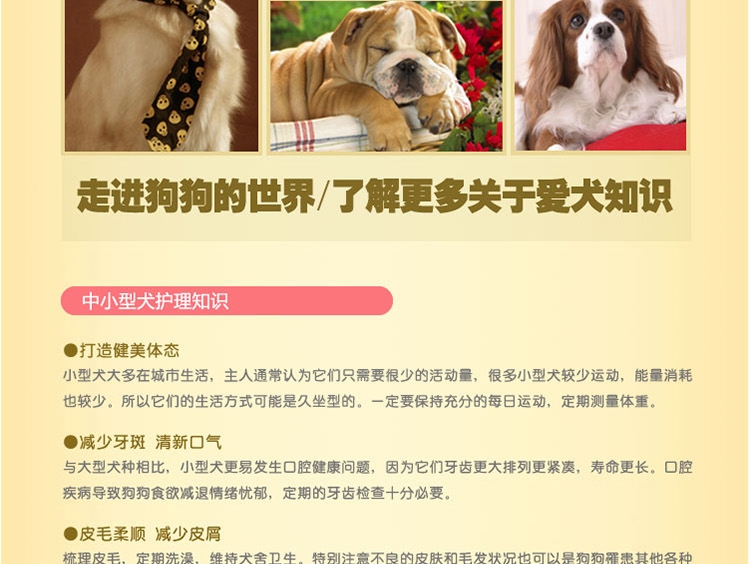 走进狗狗的世界/了解更多关于爱犬知识
中小型犬护理知识
●打造健美体态
小型犬大多在城市生活，主人通常认为它们只需要很少的活动量，很多小型犬较少运动，能量消耗
也较少。所以它们的生活方式可能是久坐型的。一定要保持充分的每日运动，定期测量体重。
●减少牙斑 清新口气
与大型犬种相比，小型犬更易发生口腔健康问题，因为它们牙齿更大排列更紧凑，寿命更长。口腔
疾病导致狗狗食欲减退情绪忧郁，定期的牙齿检查十分必要。
●皮毛柔顺 减少皮屑
梳理皮毛，定期洗澡，维持犬舍卫生。特别注意不良的皮肤和毛发状况也可以是狗狗罹患其他各种